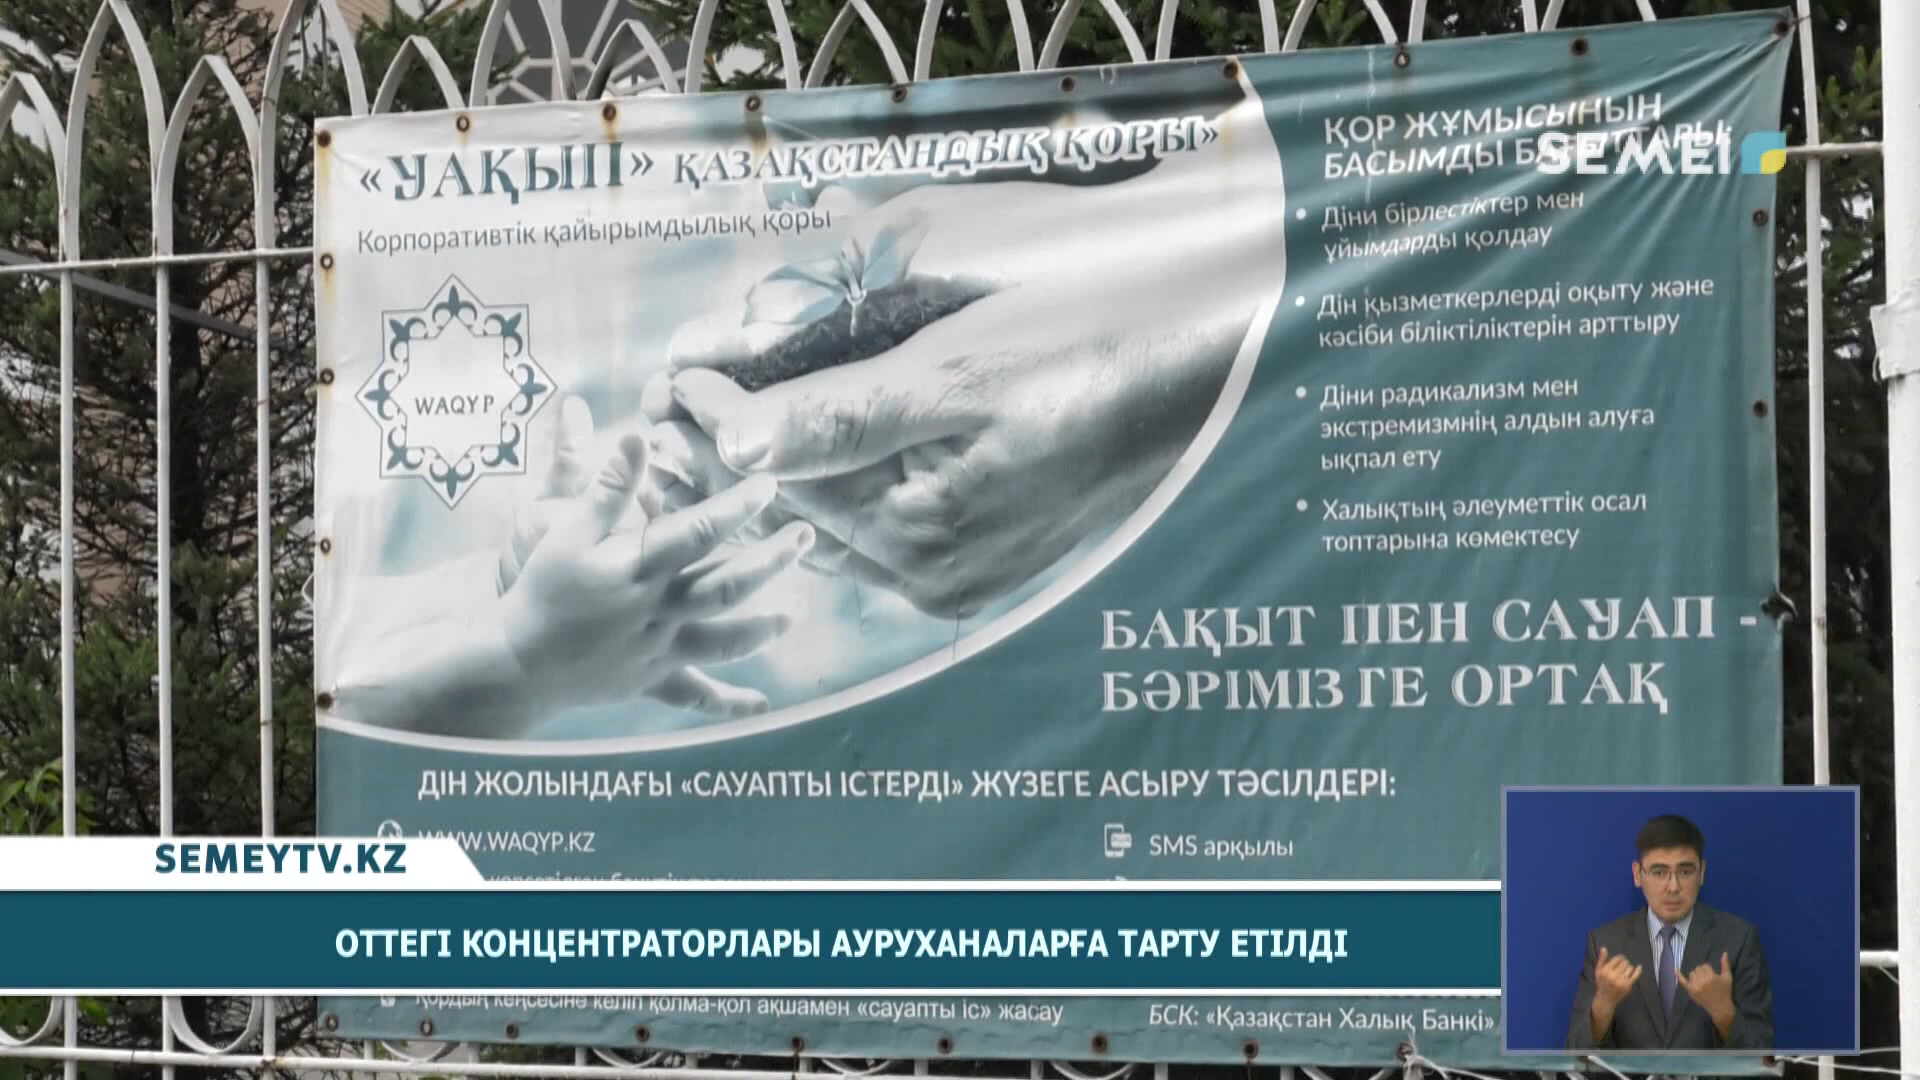 «УАҚЫП» ҚАЗАҚСТАНДЫҚ ҚОРЫ»
Корпоративтік қайырымдылық қоры
WAQYP
ҚОР ЖҰМЫСЫНЫҢ
БАСЫМДЫ БАҒЫТТАРЫ:
SEMEI
• Діни бірлестіктер мен
ұйымдарды қолдау
• Дін қызметкерлерді оқыту және
кәсіби біліктіліктерін арттыру
• Діни радикализм мен
экстремизмнің алдын алуға
ықпал ету
• Халықтың әлеуметтік осал
топтарына көмектесу
БАҚЫТ ПЕН САУАП -
БӘРІМІЗГЕ ОРТАҚ
ДІН ЖОЛЫНДАҒЫ «САУАПТЫ ІСТЕРДІ» ЖҮЗЕГЕ АСЫРУ ТӘСІЛДЕРІ:
WWW.WAQYP.KZ
SMS арқылы
SEMEYTV.KZ
ОТТЕГІ КОНЦЕНТРАТОРЛАРЫ АУРУХАНАЛАРҒА ТАРТУ ЕТІЛДІ
Қордың кеңсесіне келіп қолма-қол ақшамен «сауапты іс» жасау
БСК: «Қазақстан Халық Банкі»